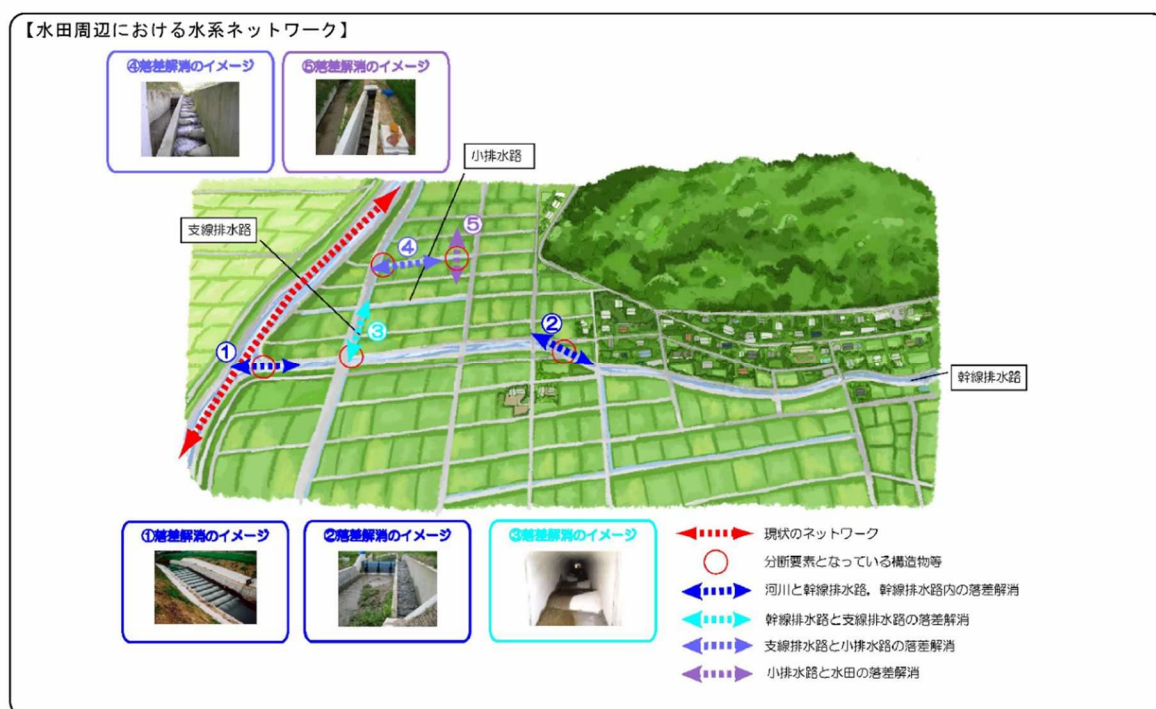 【水田周辺における水系ネットワーク】
④落差解消のイメージ
⑤落差解消のイメージ
小排水路
支線排水路
⑤
④
③
②
①
幹線排水路
①落差解消のイメージ
②落差解消のイメージ
③落差解消のイメージ
現状のネットワーク
分断要素となっている構造物等
河川と幹線排水路，幹線排水路内の落差解消
幹線排水路と支線排水路の落差解消
支線排水路と小排水路の落差解消
小排水路と水田の落差解消